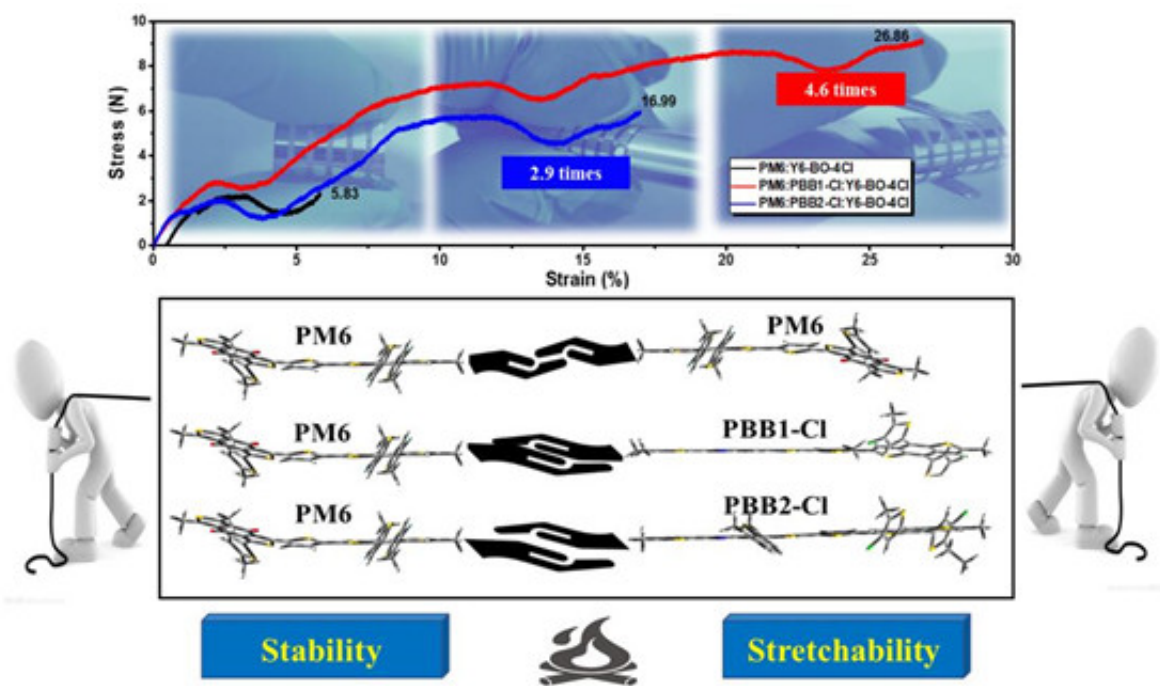 10
8
6
4
2
0
Stress (N)
26.86
4.6 times
16.99
2.9 times
5.83
PM6:Y6-BO-4Cl
PM6:PBB1-Cl:Y6-BO-4Cl
PM6:PBB2-Cl:Y6-BO-4Cl
0 5 10 15 20 25 30
Strain (%)
PM6 PM6
PM6 PBB1-Cl
PM6 PBB2-Cl
Stability Stretchability